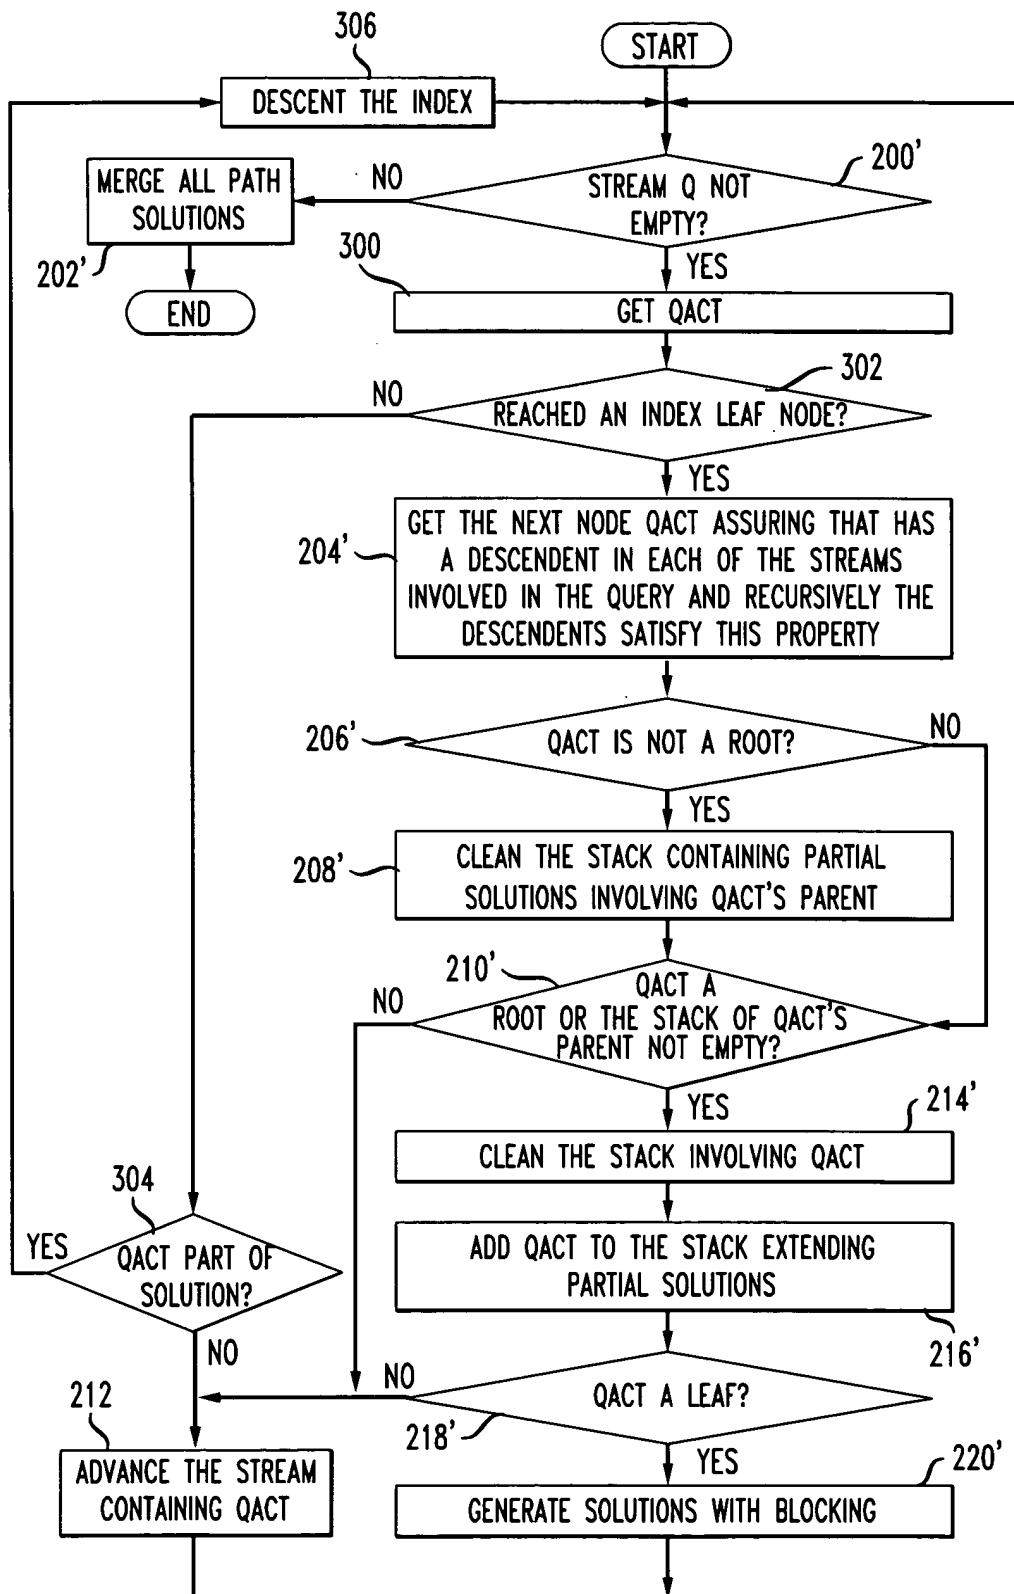 306
START
DESCENT THE INDEX
200'
STREAM Q NOT
EMPTY?
NO
MERGE ALL PATH
SOLUTIONS
202'
END
YES
300
GET QACT
302
NO
REACHED AN INDEX LEAF NODE?
YES
204'
GET THE NEXT NODE QACT ASSURING THAT HAS
A DESCENDENT IN EACH OF THE STREAMS
INVOLVED IN THE QUERY AND RECURSIVELY THE
DESCENDENTS SATISFY THIS PROPERTY
206'
QACT IS NOT A ROOT?
NO
YES
208'
CLEAN THE STACK CONTAINING PARTIAL
SOLUTIONS INVOLVING QACT'S PARENT
210'
NO
QACT A
ROOT OR THE STACK OF QACT'S
PARENT NOT EMPTY?
YES
214'
CLEAN THE STACK INVOLVING QACT
304
YES
QACT PART OF
SOLUTION?
NO
ADD QACT TO THE STACK EXTENDING
PARTIAL SOLUTIONS
216'
NO
QACT A LEAF?
218'
212
ADVANCE THE STREAM
CONTAINING QACT
YES
220'
GENERATE SOLUTIONS WITH BLOCKING